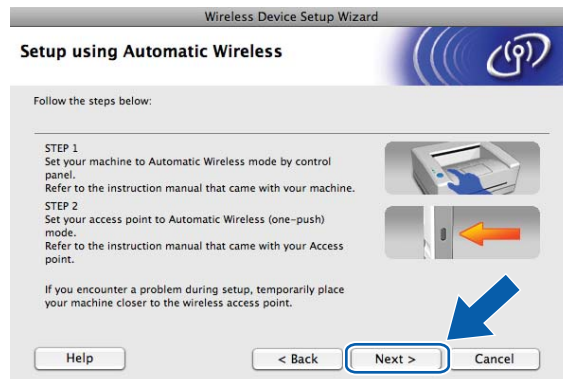 Wireless Device Setup Wizard
Setup using Automatic Wireless
Follow the steps below:
STEP 1
Set your machine to Automatic Wireless mode by control
panel.
Refer to the instruction manual that came with your machine.
STEP 2
Set your access point to Automatic Wireless (one-push)
mode.
Refer to the instruction manual that came with your Access
point.
If you encounter a problem during setup, temporarily place
your machine closer to the wireless access point.
Help
< Back
Next >
Cancel